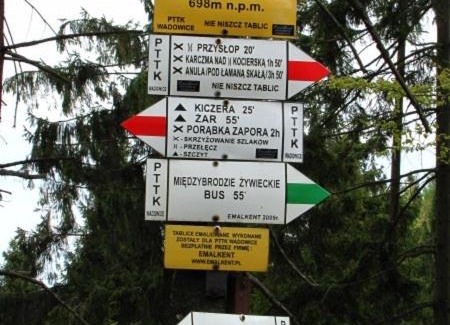 698m n.p.m.
PTTK
WADOWICE
NIE NISZCZ TABLIC
PTTK
WADOWICE
PRZYSŁOP 20'
KARCZMA NAD )( KOCIERSKĄ 1h 50'
ANULA /POD ŁAMANĄ SKAŁĄ/ 3h 50'
NIE NISZCZ TABLIC
KICZERA 25'
ŻAR 55'
PORĄBKA ZAPORA 2h
- SKRZYŻOWANIE SZLAKÓW
- PRZEŁĘCZ
- SZCZYT
PTTK
WADOWICE
PTTK
WADOWICE
MIĘDZYBRODZIE ŻYWIECKIE
BUS 55'
EMALKENT 2005r.
TABLICE EMALIOWANE WYKONANE
ZOSTAŁY DLA PTTK WADOWICE
BEZPŁATNIE PRZEZ FIRMĘ:
EMALKENT
WWW.EMALKENT.PL